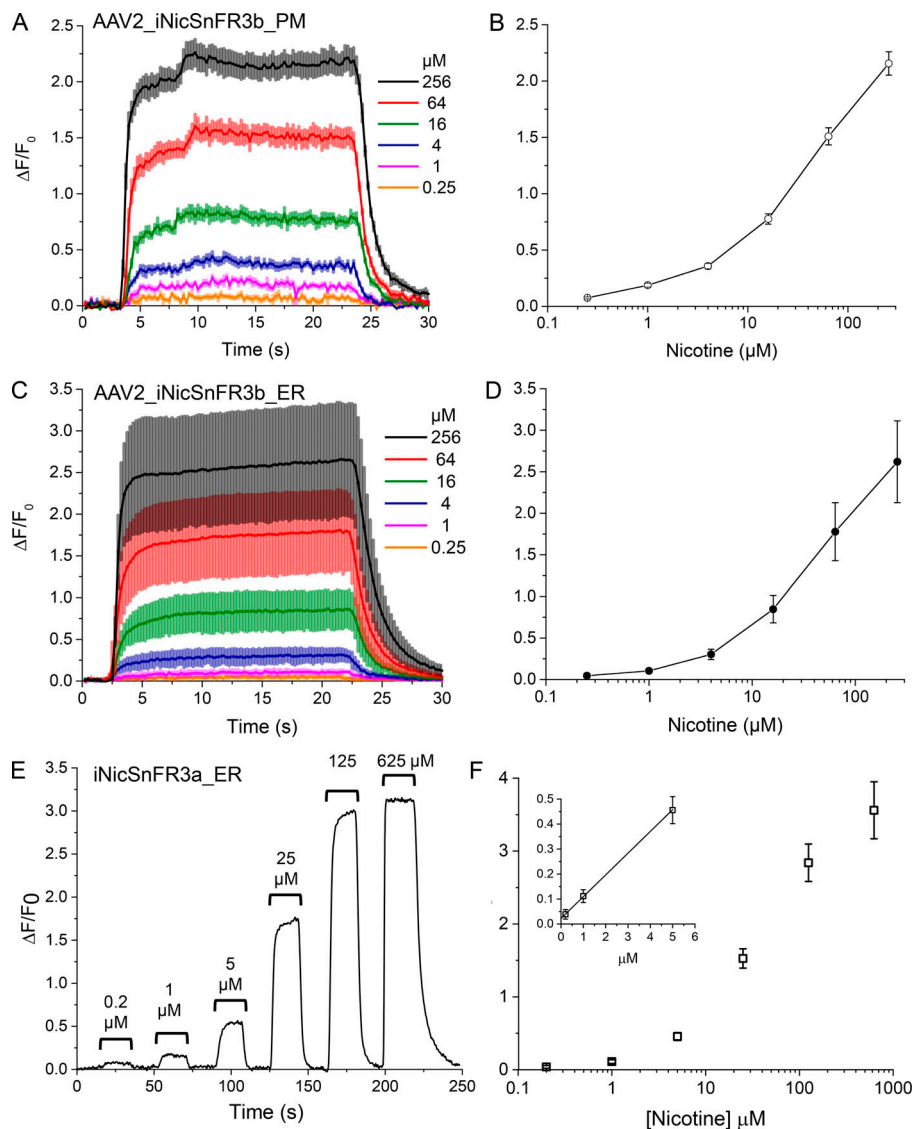 A AAV2_iNicSnFR3b_PM
2.5
2.0
1.5
1.0
0.5
0.0
ΔF/F₀
0 5 10 15 20 25 30
Time (s)
µM
256
64
16
4
1
0.25
B
2.5
2.0
1.5
1.0
0.5
0.0
0.1 1 10 100
Nicotine (µM)
C AAV2_iNicSnFR3b_ER
3.5
3.0
2.5
2.0
1.5
1.0
0.5
0.0
ΔF/F₀
0 5 10 15 20 25 30
Time (s)
µM
256
64
16
4
1
0.25
D
3.5
3.0
2.5
2.0
1.5
1.0
0.5
0.0
0.1 1 10 100
Nicotine (µM)
E iNicSnFR3a_ER
3.5
3.0
2.5
2.0
1.5
1.0
0.5
0.0
ΔF/F0
0.2
µM
1
µM
5
µM
25
µM
125
625 µM
0 50 100 150 200 250
Time (s)
F
4
3
2
1
0
0.5
0.4
0.3
0.2
0.1
0.0
0 1 2 3 4 5 6
µM
0.1 1 10 100 1000
[Nicotine] µM